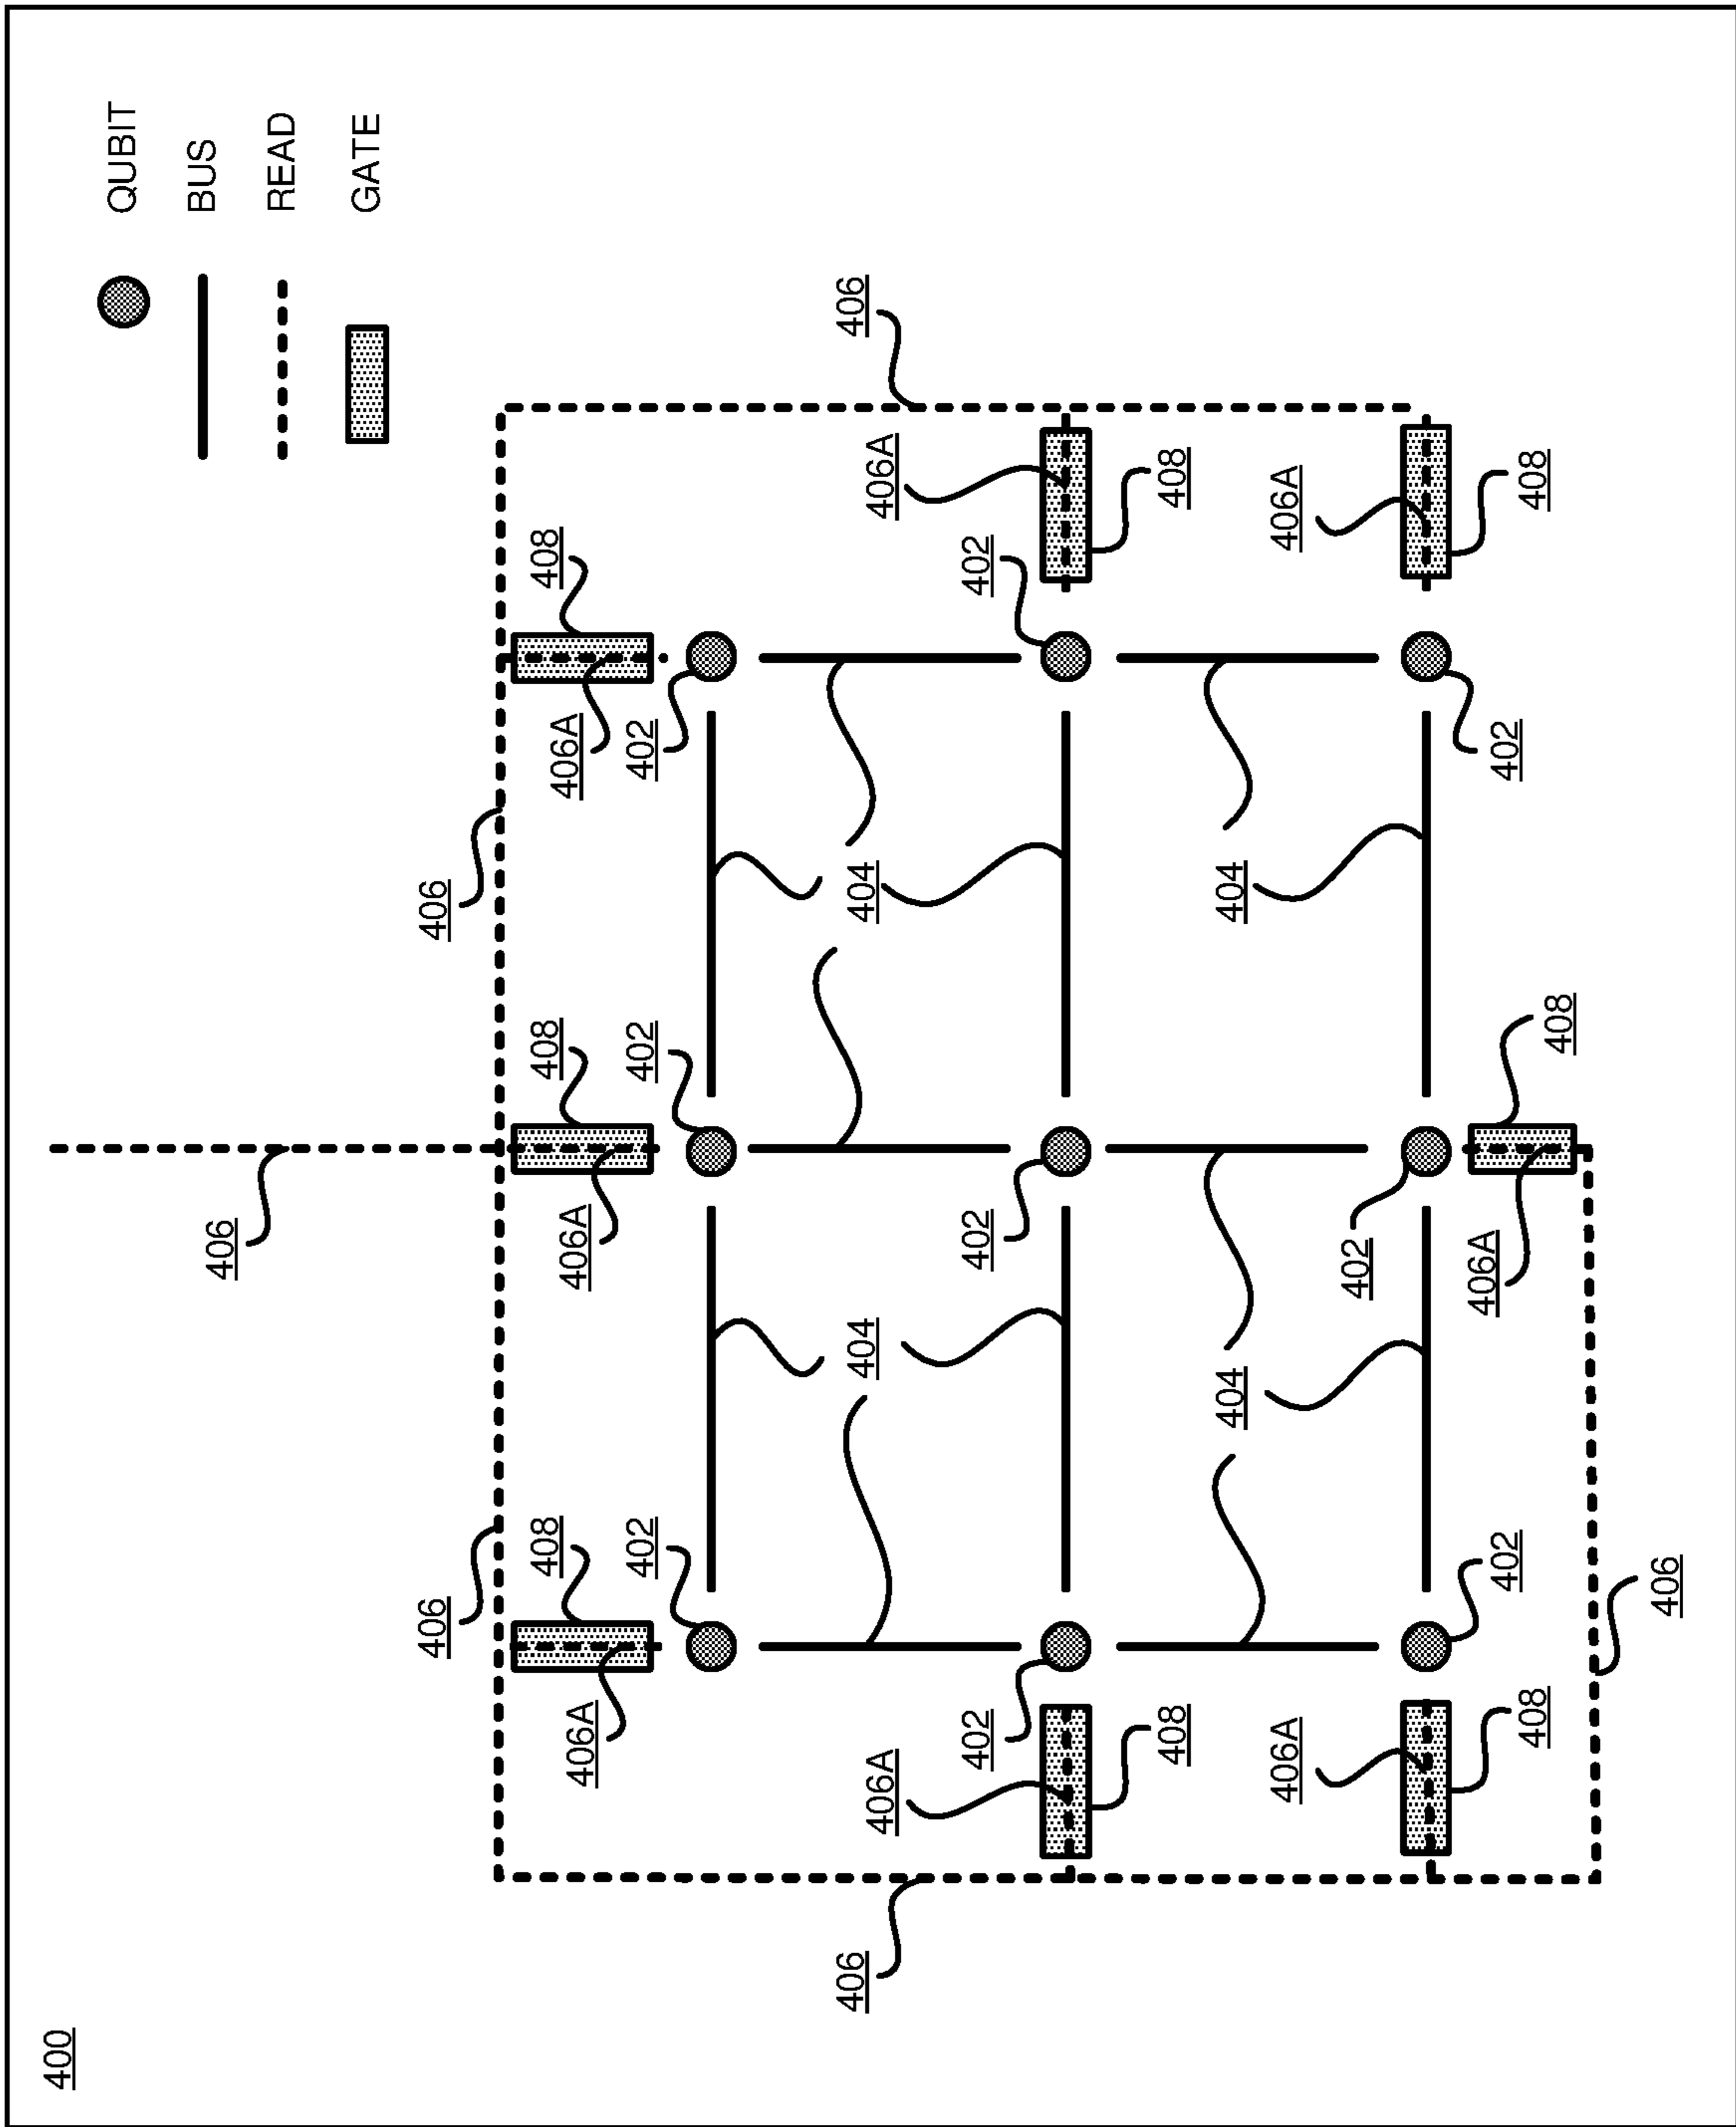 400
QUBIT
BUS
406
READ
GATE
406 406
408 408 408
406A 406A 406A
402 402 402
406 404 404 406
406A 406A
402 402 402
408 408
404 404
406A 406A
402
406A
402 402
408 408
408
406